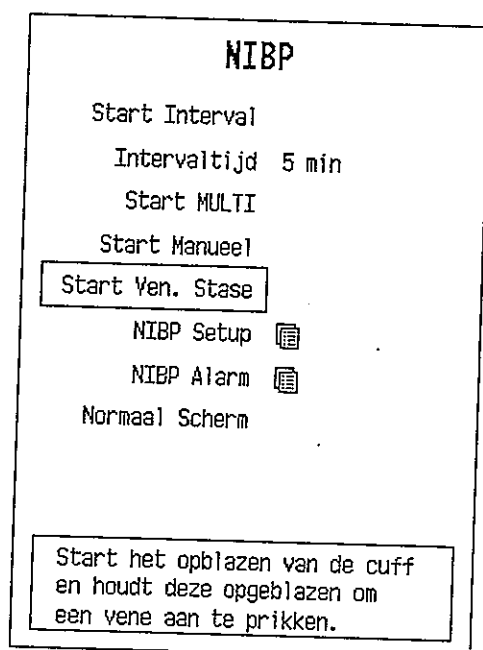 NIBP
Start Interval
Intervaltijd 5 min
Start MULTI
Start Manueel
Start Ven. Stase
NIBP Setup
NIBP Alarm
Normaal Scherm
Start het opblazen van de cuff
en houdt deze opgeblazen om
een vene aan te prikken.